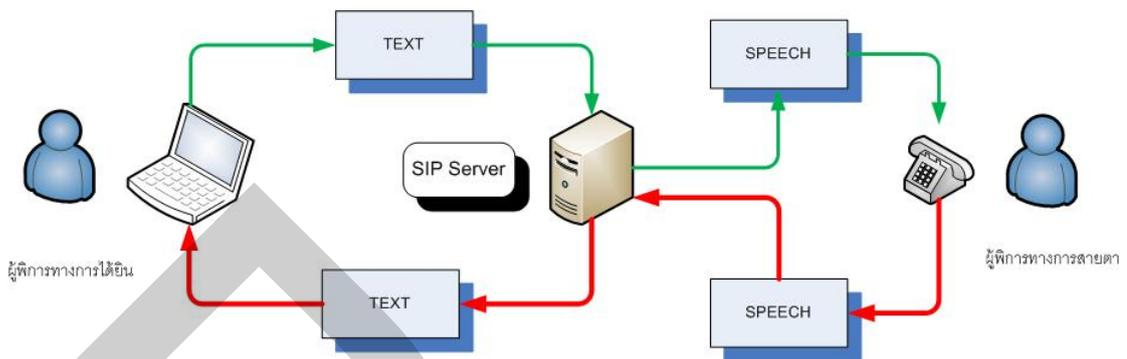 TEXT
SPEECH
SIP Server
ผู้พิการทางการได้ยิน
ผู้พิการทางการสายตา
TEXT
SPEECH